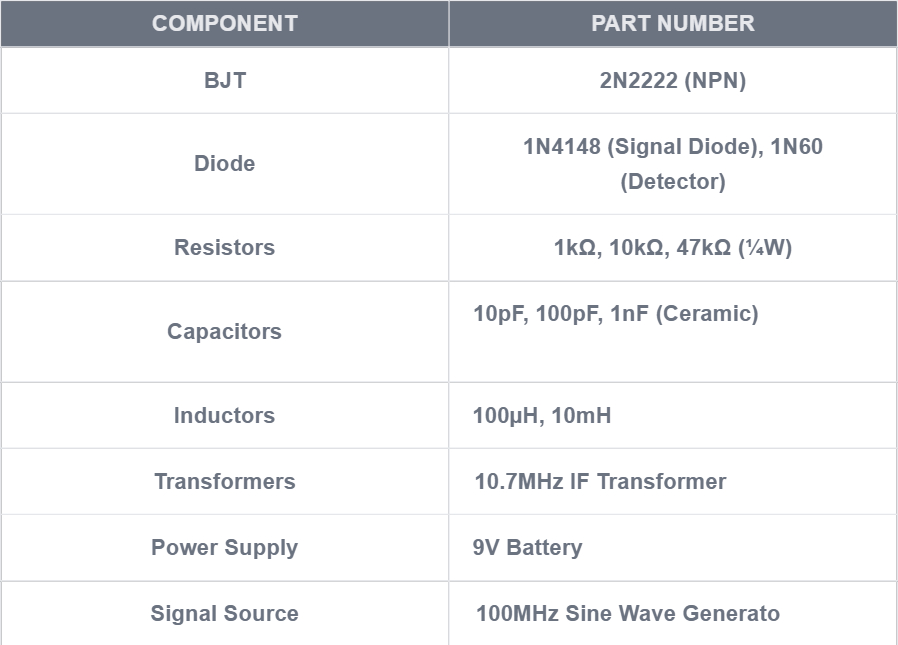 COMPONENT PART NUMBER
BJT 2N2222 (NPN)
Diode 1N4148 (Signal Diode), 1N60
(Detector)
Resistors 1kΩ, 10kΩ, 47kΩ (¼W)
Capacitors 10pF, 100pF, 1nF (Ceramic)
Inductors 100µH, 10mH
Transformers 10.7MHz IF Transformer
Power Supply 9V Battery
Signal Source 100MHz Sine Wave Generato